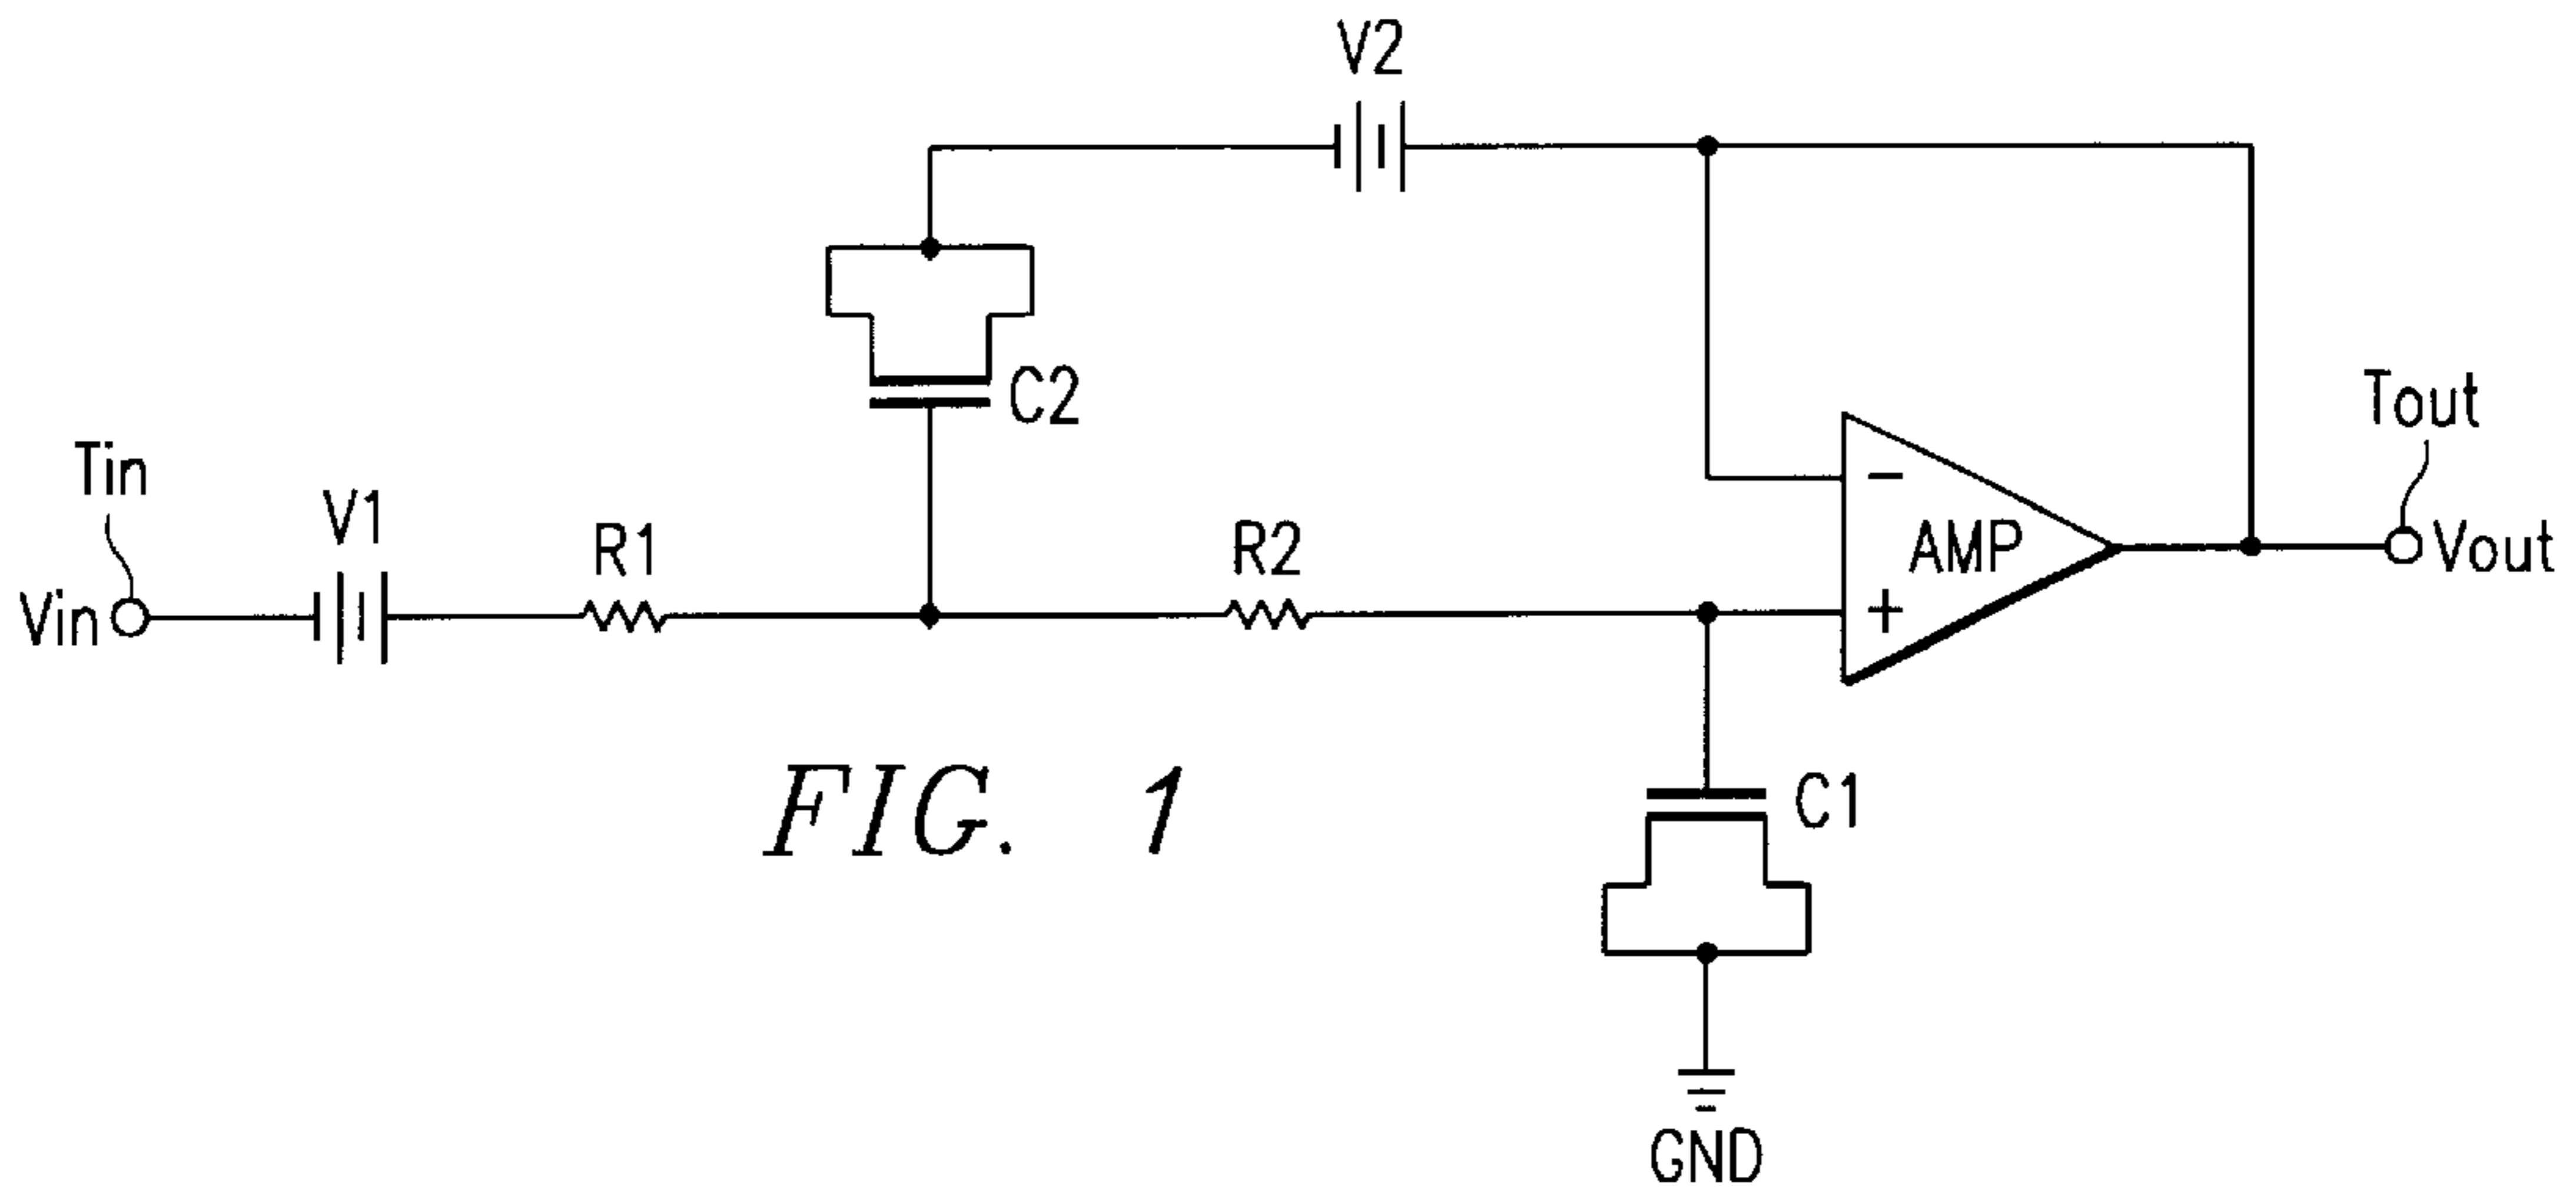 V2
C2
Tout
Tin
V1
R1
R2
−
AMP
Vout
Vin
+
FIG. 1
C1
GND